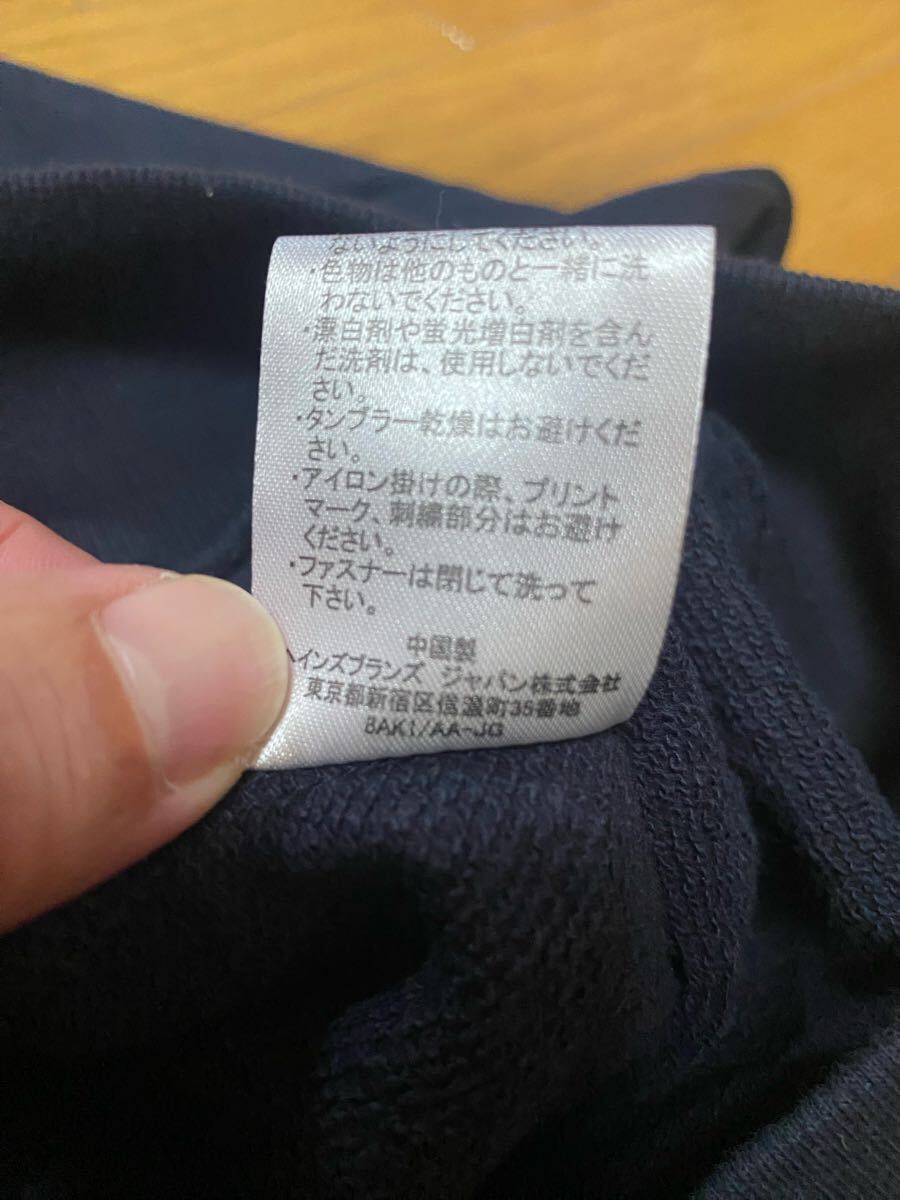 ないようにしてください。
・色物は他のものと一緒に洗
わないでください。
・漂白剤や蛍光増白剤を含ん
だ洗剤は、使用しないでくだ
さい。
・タンブラー乾燥はお避けくだ
さい。
・アイロン掛けの際、プリント
マーク、刺繍部分はお避け
ください。
・ファスナーは閉じて洗って
下さい。
中国製
ヘインズブランズ ジャパン株式会社
東京都新宿区信濃町35番地
8AK1/AA-JG